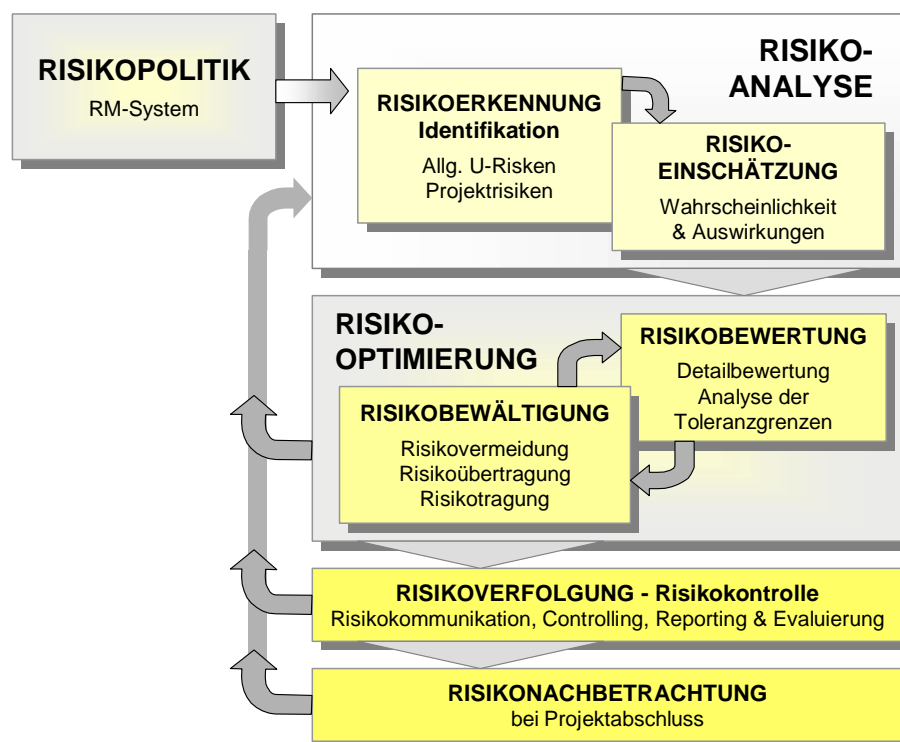 RISIKOPOLITIK
RM-System
RISIKO-
ANALYSE
RISIKOERKENNUNG
Identifikation
Allg. U-Risken
Projektrisiken
RISIKO-
EINSCHÄTZUNG
Wahrscheinlichkeit
& Auswirkungen
RISIKO-
OPTIMIERUNG
RISIKOBEWERTUNG
Detailbewertung
Analyse der
Toleranzgrenzen
RISIKOBEWÄLTIGUNG
Risikovermeidung
Risikoübertragung
Risikotragung
RISIKOVERFOLGUNG - Risikokontrolle
Risikokommunikation, Controlling, Reporting & Evaluierung
RISIKONACHBETRACHTUNG
bei Projektabschluss